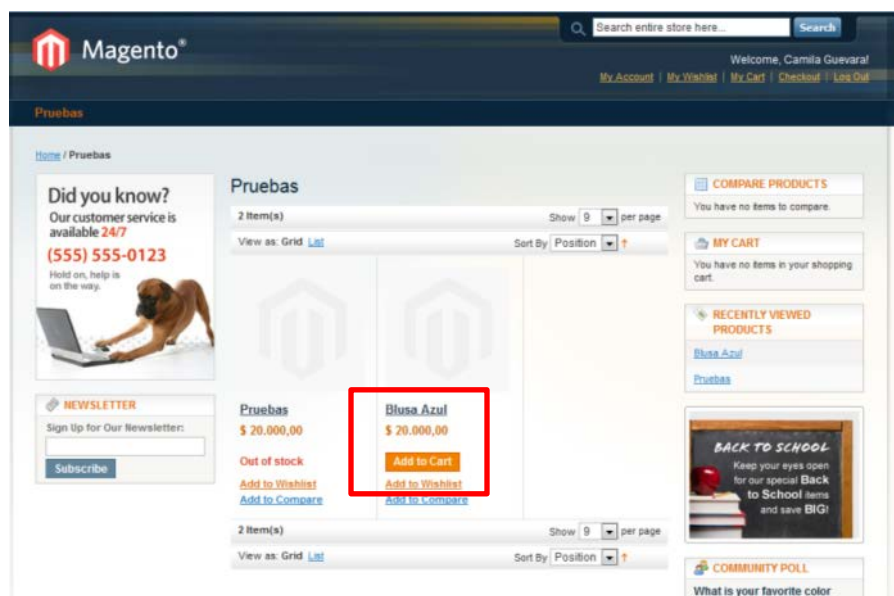 Search entire store here...
Search
Magento®
Welcome, Camila Guevara!
My Account | My Wishlist | My Cart | Checkout | Log Out
Pruebas
Home / Pruebas
Did you know?
Our customer service is
available 24/7
(555) 555-0123
Hold on, help is
on the way.
NEWSLETTER
Sign Up for Our Newsletter:
Subscribe
Pruebas
2 Item(s)
Show 9 per page
View as: Grid List
Sort By Position
Pruebas
$ 20.000,00
Out of stock
Add to Wishlist
Add to Compare
Blusa Azul
$ 20.000,00
Add to Cart
Add to Wishlist
Add to Compare
2 Item(s)
Show 9 per page
View as: Grid List
Sort By Position
COMPARE PRODUCTS
You have no items to compare.
MY CART
You have no items in your shopping
cart.
RECENTLY VIEWED
PRODUCTS
Blusa Azul
Pruebas
BACK TO SCHOOL
Keep your eyes open
for our special Back
to School items
and save BIG!
COMMUNITY POLL
What is your favorite color